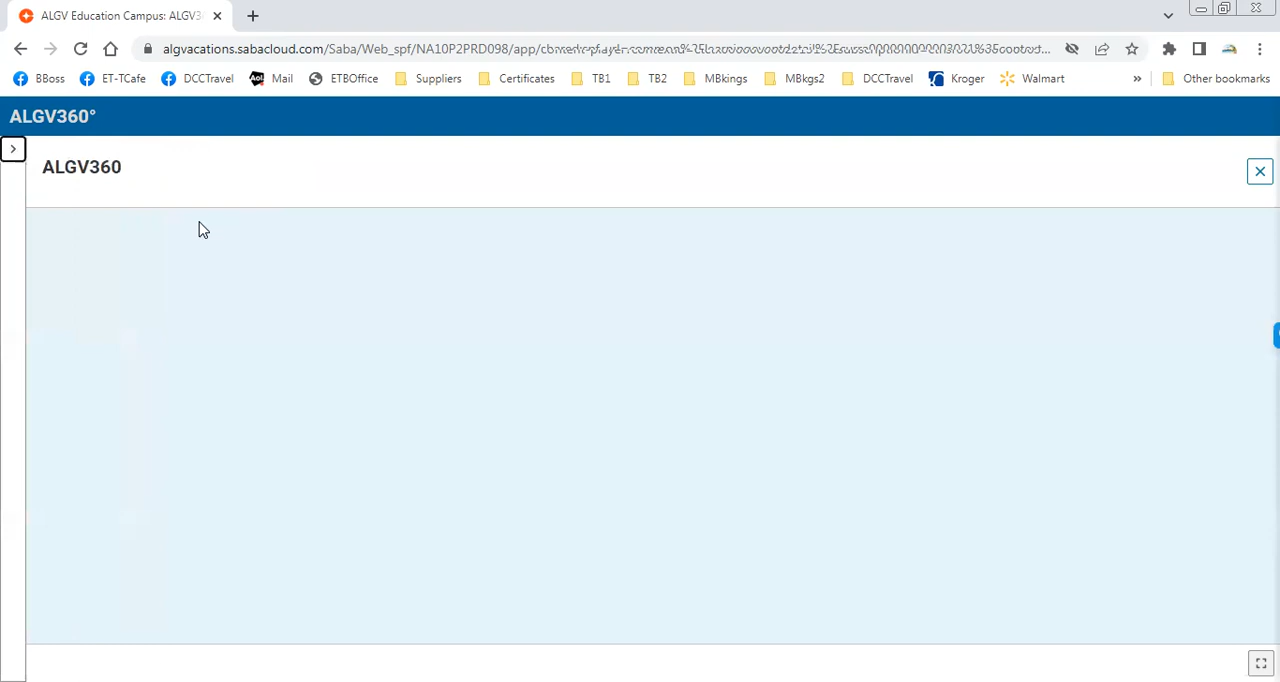 ALGV Education Campus: ALGV3
algvacations.sabacloud.com/Saba/Web_spf/NA10P2PRD098/app/
BBoss ET-TCafe DCCTravel Aol. Mail ETBOffice Suppliers Certificates TB1 TB2 MBkings MBkgs2 DCCTravel Kroger Walmart » Other bookmarks
ALGV360°
ALGV360